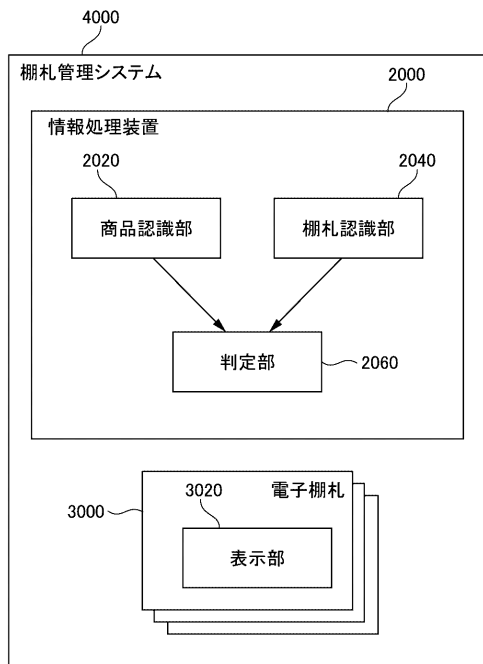 4000
棚札管理システム
2000
情報処理装置
2020
2040
商品認識部
棚札認識部
判定部
2060
電子棚札
3020
3000
表示部